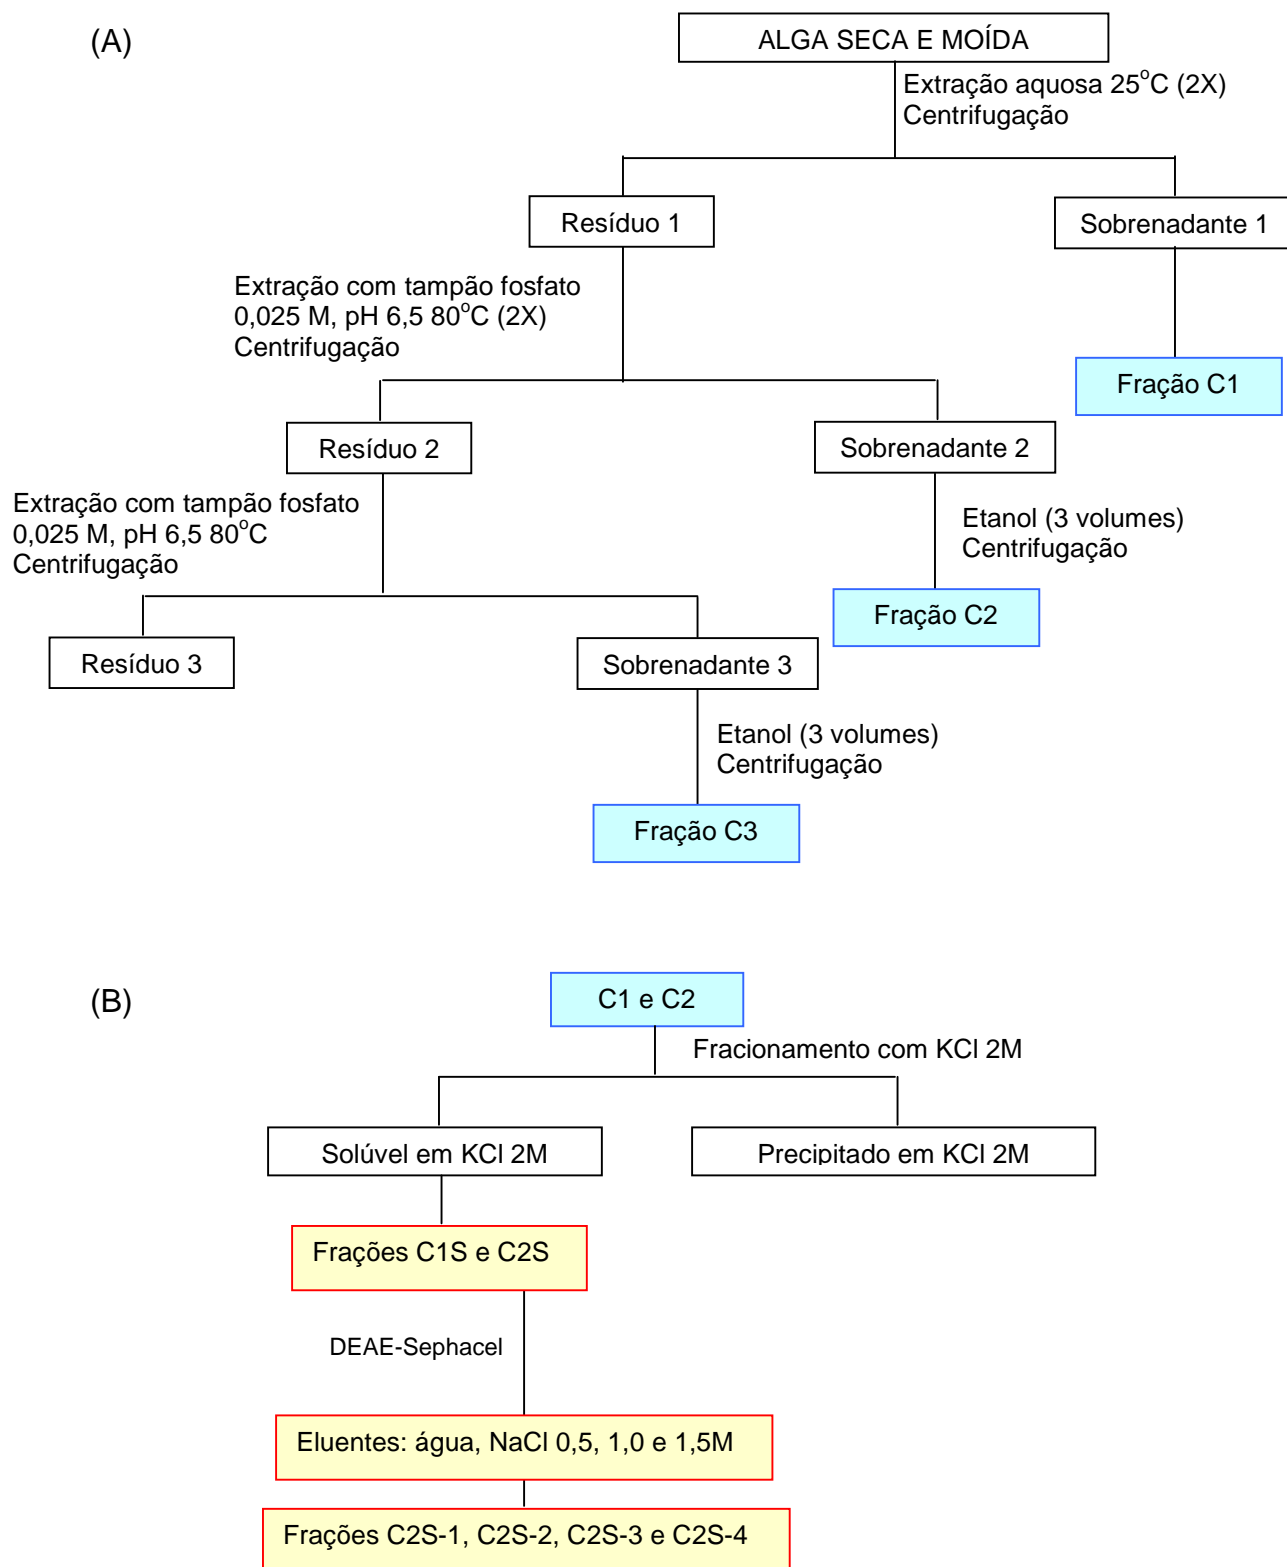 (A)
ALGA SECA E MOÍDA
Extração aquosa 25°C (2X)
Centrifugação
Resíduo 1
Sobrenadante 1
Extração com tampão fosfato
0,025 M, pH 6,5 80°C (2X)
Centrifugação
Fração C1
Resíduo 2
Sobrenadante 2
Extração com tampão fosfato
0,025 M, pH 6,5 80°C
Centrifugação
Etanol (3 volumes)
Centrifugação
Fração C2
Resíduo 3
Sobrenadante 3
Etanol (3 volumes)
Centrifugação
Fração C3
(B)
C1 e C2
Fracionamento com KCl 2M
Solúvel em KCl 2M
Precipitado em KCl 2M
Frações C1S e C2S
DEAE-Sephacel
Eluentes: água, NaCl 0,5, 1,0 e 1,5M
Frações C2S-1, C2S-2, C2S-3 e C2S-4